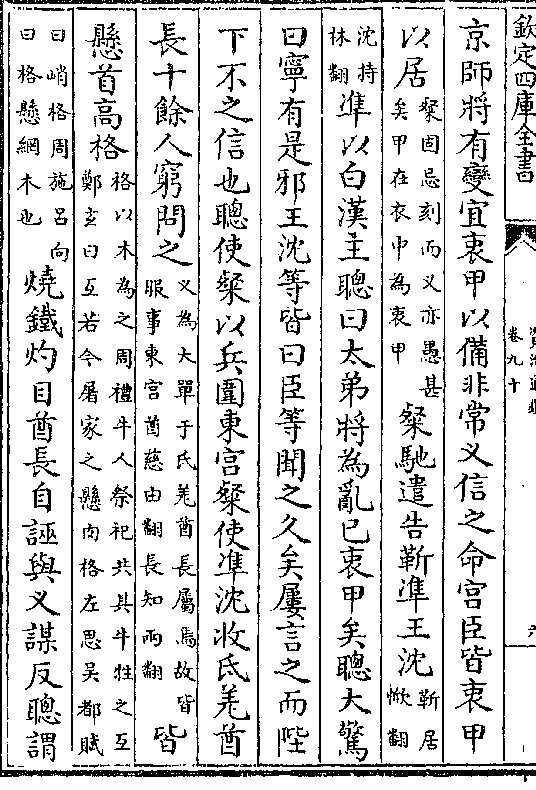 欽定四庫全書
資治通鑑
卷九十
六
京師將有變宜衷甲以備非常乂信之命宫臣皆衷甲
以居粲固忌刻而乂亦愚甚矣甲在衣中為衷甲粲馳遣告靳準王沈靳居惞翻
沈持林翻準以白漢主聰曰太弟將為亂已衷甲矣聰大驚
曰寧有是邪王沈等皆曰臣等聞之久矣屢言之而陛
下不之信也聰使粲以兵圍東宮粲使準沈收氐羌酋
長十餘人窮問之乂為大單于氐羌酋長屬焉故皆服事東宮酋慈由翻長知兩翻皆
懸首高格格以木為之周禮牛人祭祀共其牛牲之互鄭玄曰互若今屠家之懸肉格左思吳都賦
曰峭格周施呂向曰格懸網木也燒鐵灼目酋長自誣與乂謀反聰謂